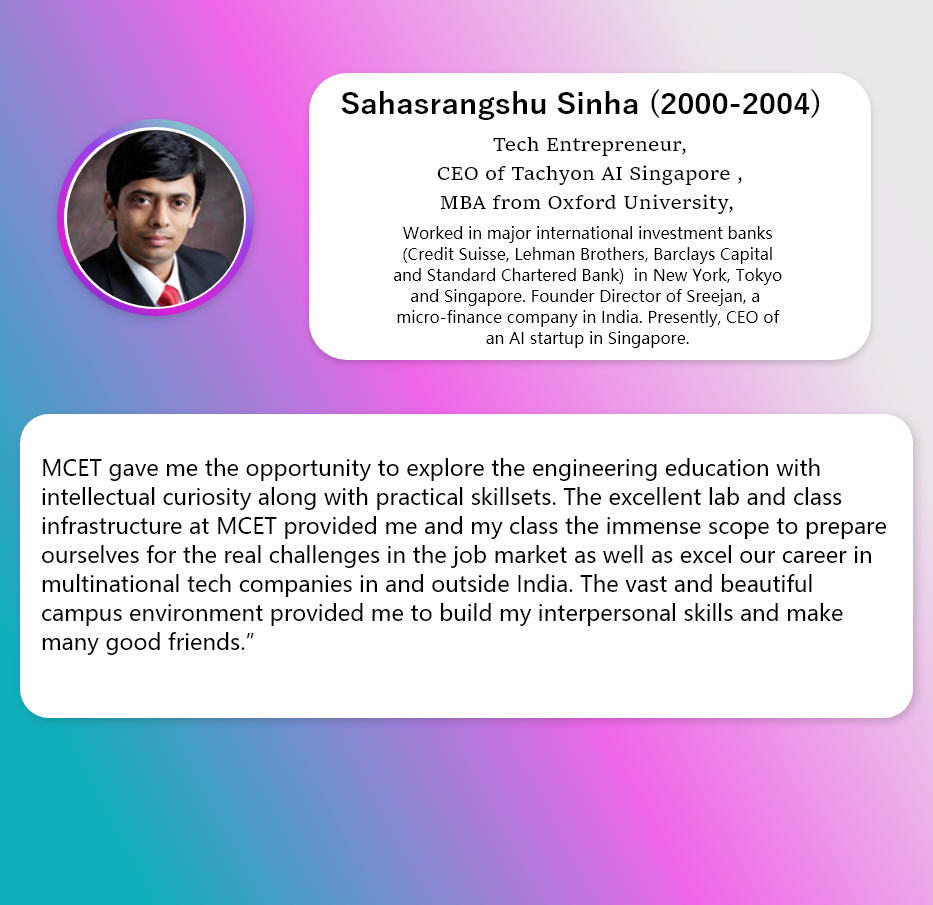 Sahasrangshu Sinha (2000-2004)
Tech Entrepreneur,
CEO of Tachyon AI Singapore ,
MBA from Oxford University,
Worked in major international investment banks
(Credit Suisse, Lehman Brothers, Barclays Capital
and Standard Chartered Bank)  in New York, Tokyo
and Singapore. Founder Director of Sreejan, a
micro-finance company in India. Presently, CEO of
an AI startup in Singapore.
MCET gave me the opportunity to explore the engineering education with
intellectual curiosity along with practical skillsets. The excellent lab and class
infrastructure at MCET provided me and my class the immense scope to prepare
ourselves for the real challenges in the job market as well as excel our career in
multinational tech companies in and outside India. The vast and beautiful
campus environment provided me to build my interpersonal skills and make
many good friends.”